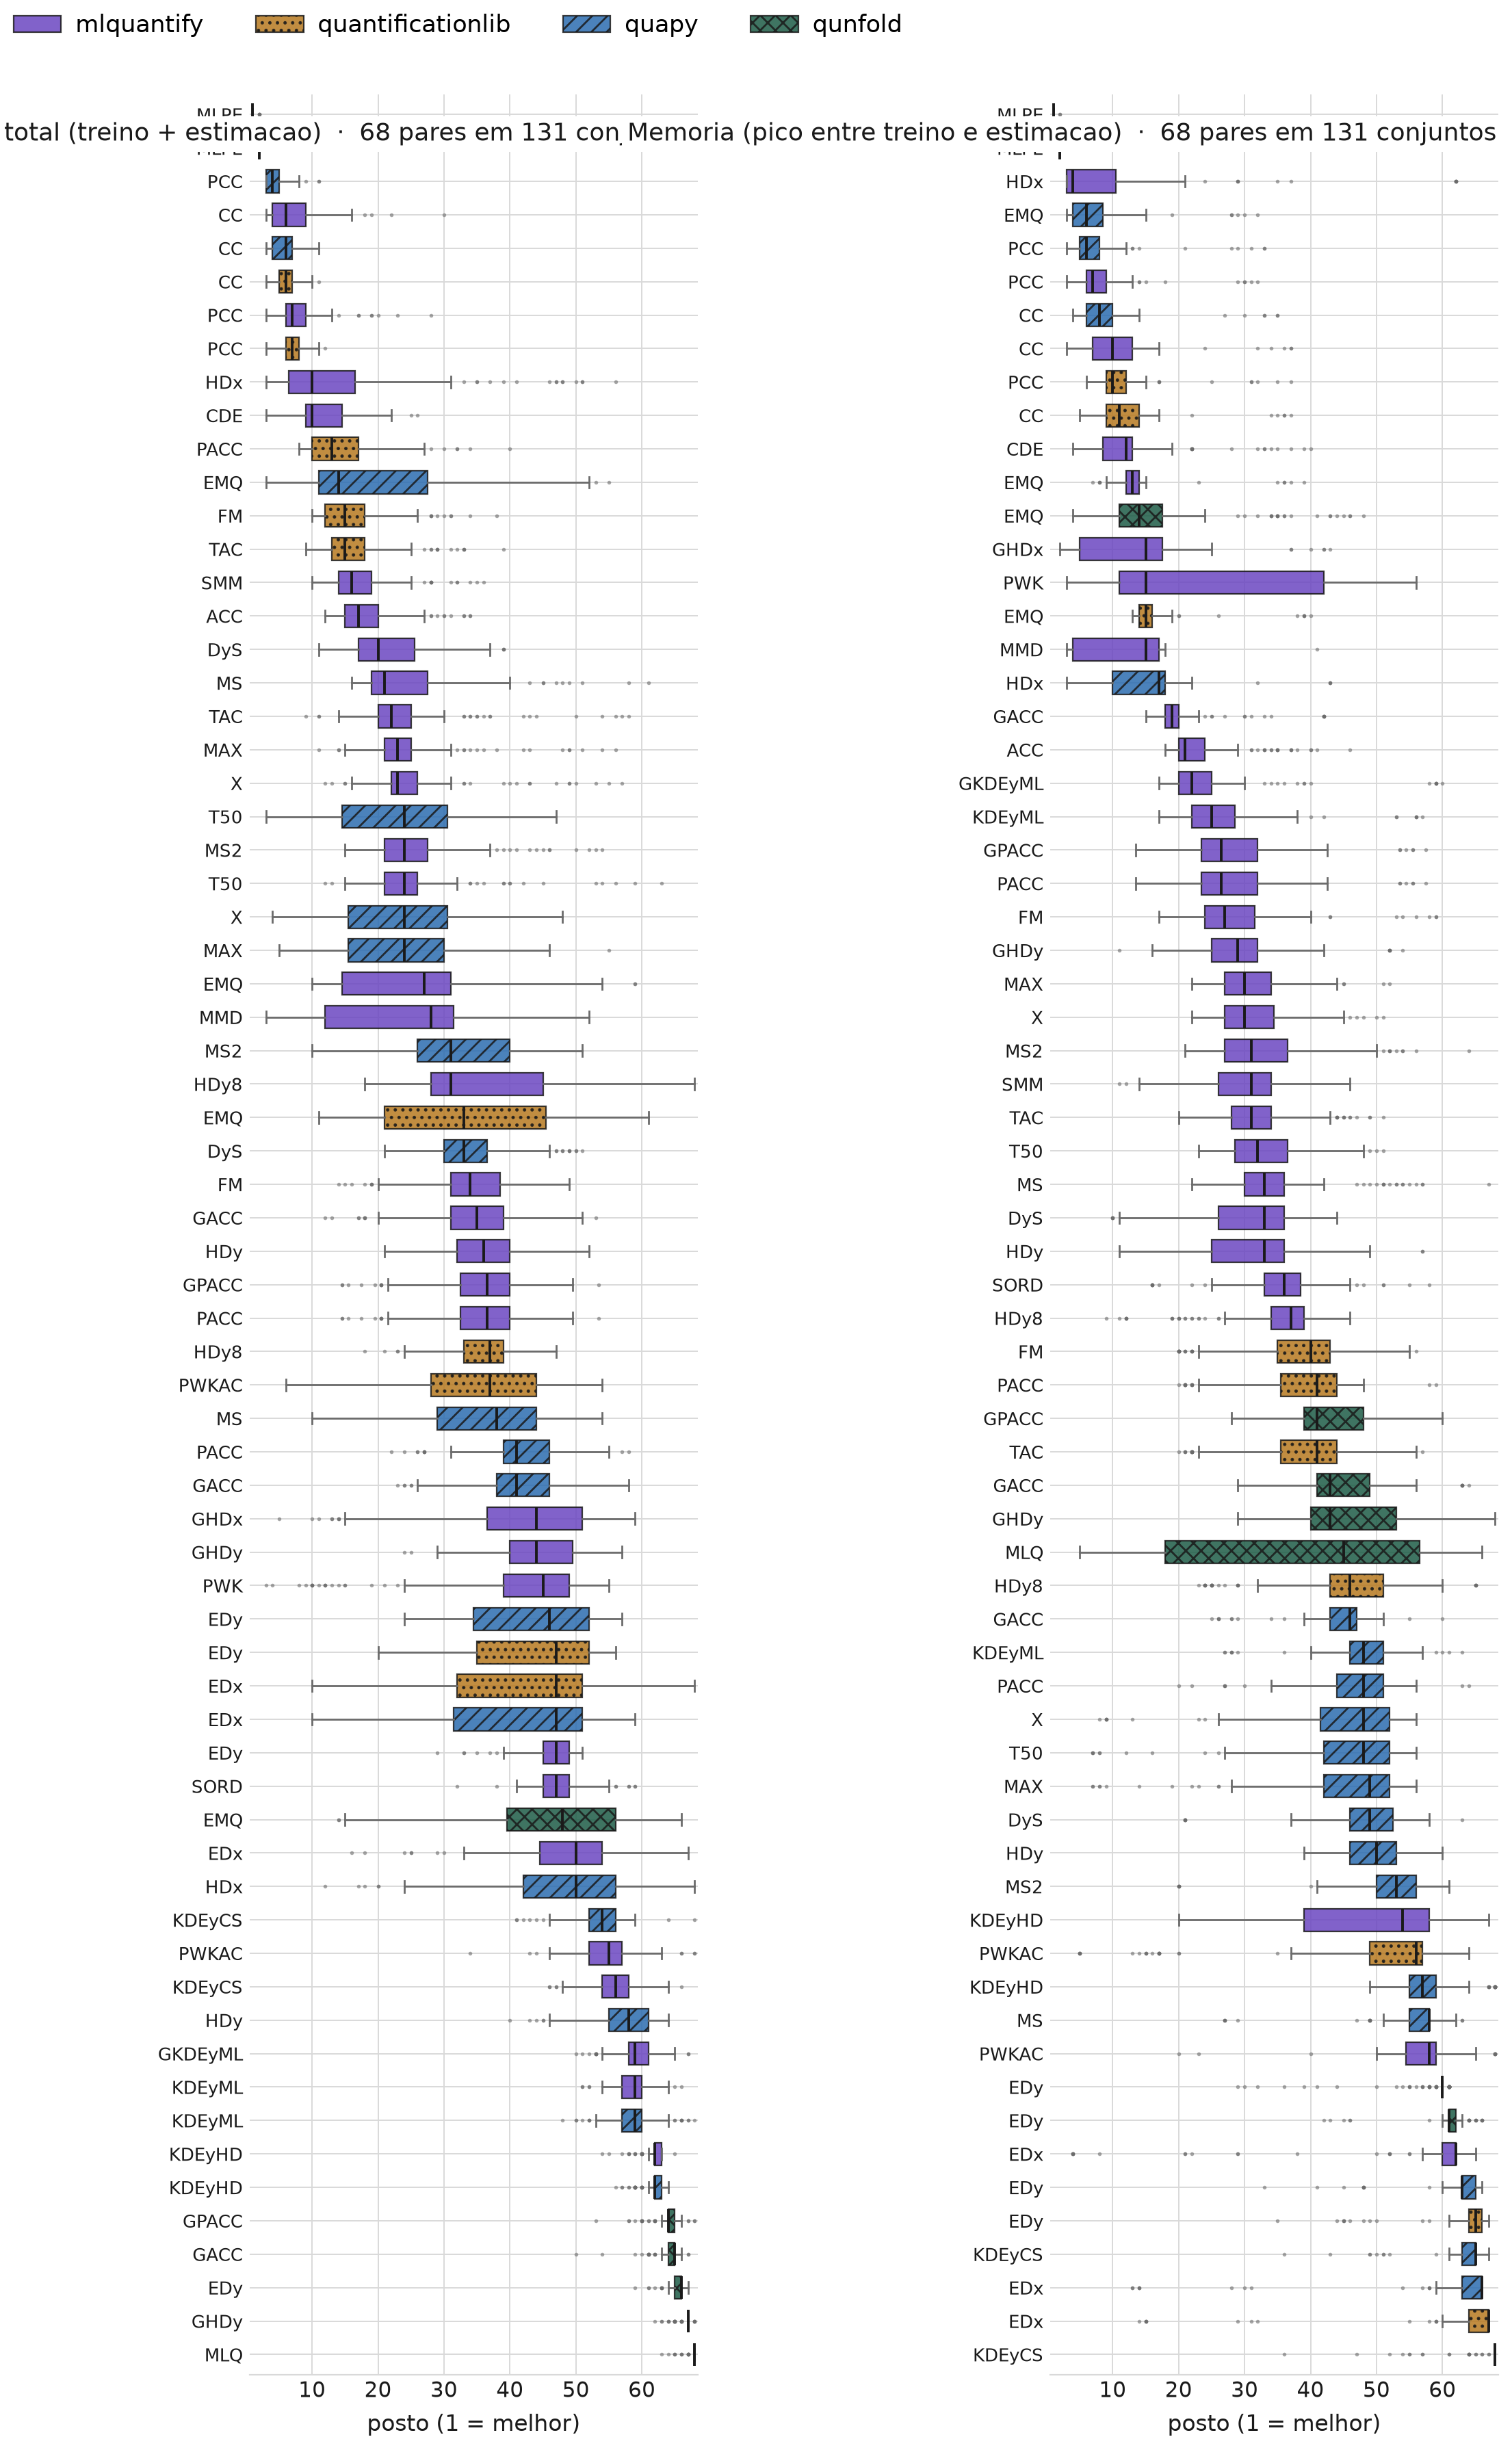 mlquantify quantificationlib quapy qunfold
MLPE MLPE
total (treino + estimacao) · 68 pares em 131 con Memoria (pico entre treino e estimacao) · 68 pares em 131 conjuntos
MLPE MLPE
PCC HDx
CC EMQ
CC PCC
CC PCC
PCC CC
PCC CC
HDx PCC
CDE CC
PACC CDE
EMQ EMQ
FM EMQ
TAC GHDx
SMM PWK
ACC EMQ
DyS MMD
MS HDx
TAC GACC
MAX ACC
X GKDEyML
T50 KDEyML
MS2 GPACC
T50 PACC
X FM
MAX GHDy
EMQ MAX
MMD X
MS2 MS2
HDy8 SMM
EMQ TAC
DyS T50
FM MS
GACC DyS
HDy HDy
GPACC SORD
PACC HDy8
HDy8 FM
PWKAC PACC
MS GPACC
PACC TAC
GACC GACC
GHDx GHDy
GHDy MLQ
PWK HDy8
EDy GACC
EDy KDEyML
EDx PACC
EDx X
EDy T50
SORD MAX
EMQ DyS
EDx HDy
HDx MS2
KDEyCS KDEyHD
PWKAC PWKAC
KDEyCS KDEyHD
HDy MS
GKDEyML PWKAC
KDEyML EDy
KDEyML EDy
KDEyHD EDx
KDEyHD EDy
GPACC EDy
GACC KDEyCS
EDy EDx
GHDy EDx
MLQ KDEyCS
10 20 30 40 50 60 10 20 30 40 50 60
posto (1 = melhor) posto (1 = melhor)